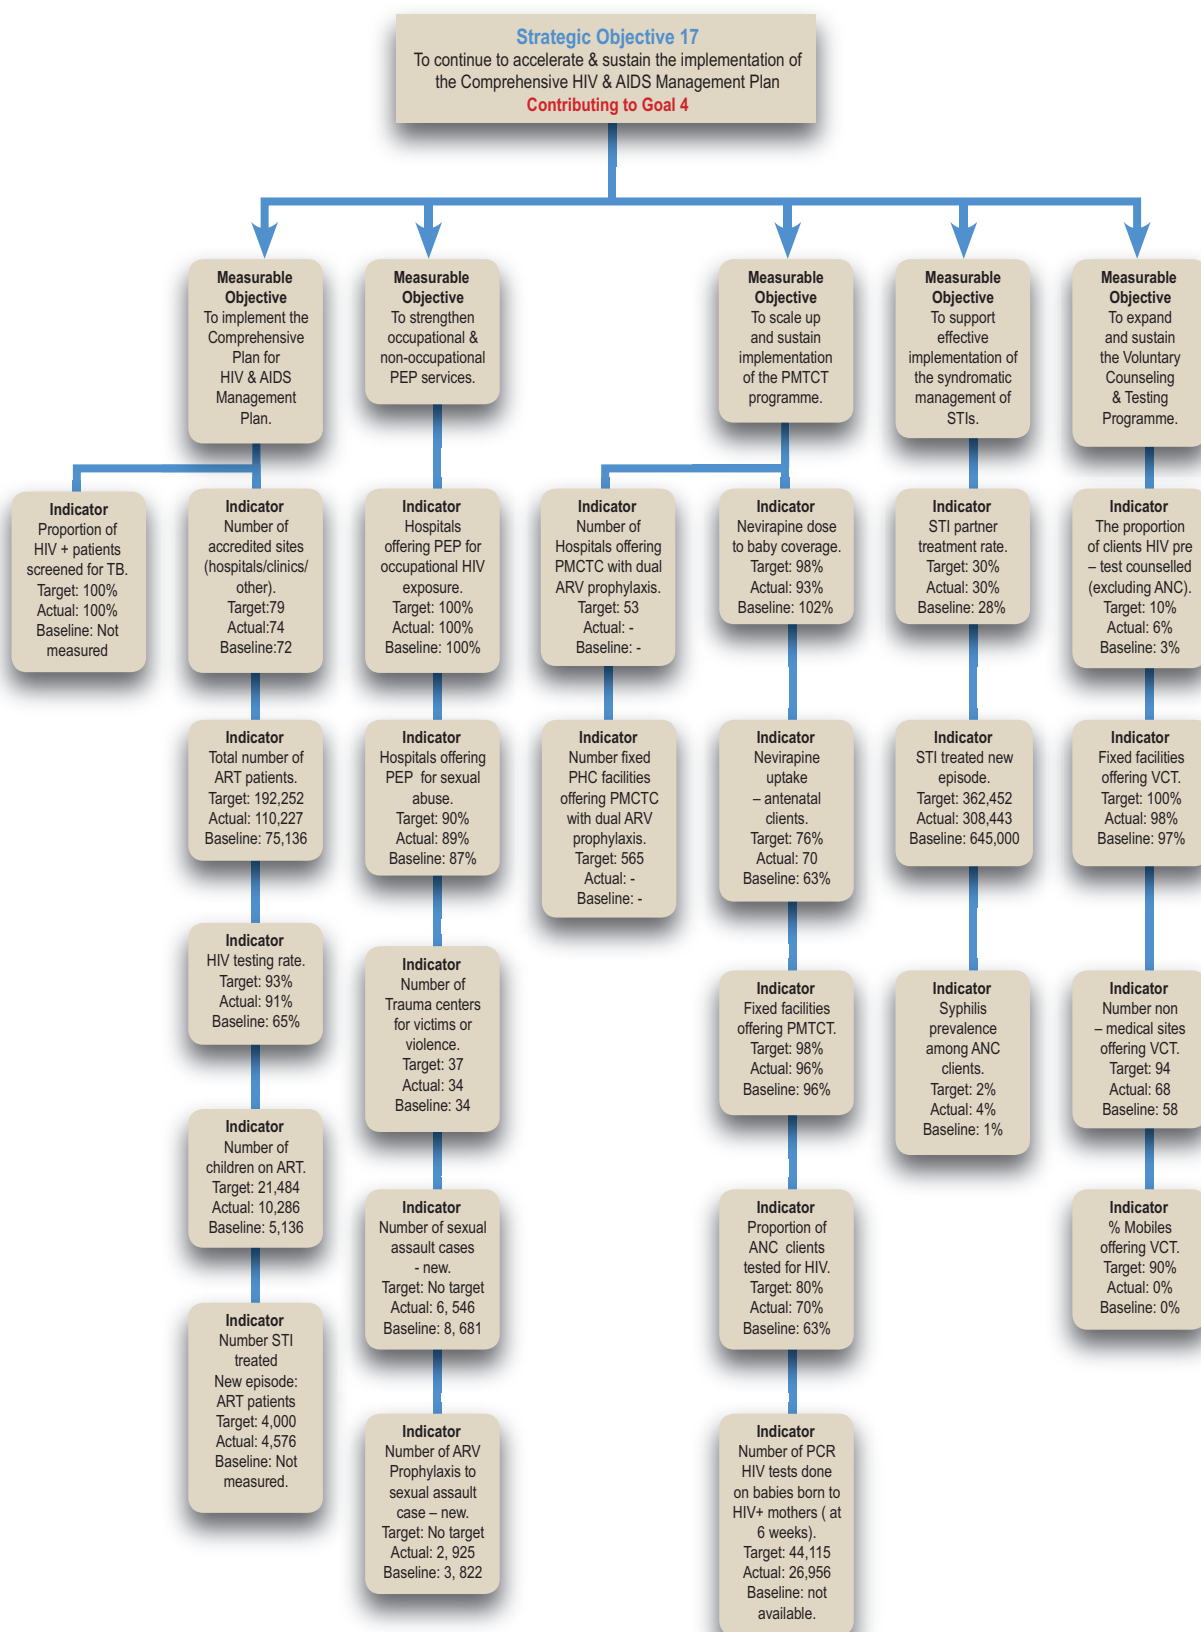 Strategic Objective 17
To continue to accelerate & sustain the implementation of
the Comprehensive HIV & AIDS Management Plan
Contributing to Goal 4
Measurable
Objective
To implement the
Comprehensive
Plan for
HIV & AIDS
Management
Plan.
Measurable
Objective
To strengthen
occupational &
non-occupational
PEP services.
Measurable
Objective
To scale up
and sustain
implementation
of the PMTCT
programme.
Measurable
Objective
To support
effective
implementation of
the syndromatic
management of
STIs.
Measurable
Objective
To expand
and sustain
the Voluntary
Counseling
& Testing
Programme.
Indicator
Proportion of
HIV + patients
screened for TB.
Target: 100%
Actual: 100%
Baseline: Not
measured
Indicator
Number of
accredited sites
(hospitals/clinics/
other).
Target:79
Actual:74
Baseline:72
Indicator
Hospitals
offering PEP for
occupational HIV
exposure.
Target: 100%
Actual: 100%
Baseline: 100%
Indicator
Number of
Hospitals offering
PMCTC with dual
ARV prophylaxis.
Target: 53
Actual: -
Baseline: -
Indicator
Nevirapine dose
to baby coverage.
Target: 98%
Actual: 93%
Baseline: 102%
Indicator
STI partner
treatment rate.
Target: 30%
Actual: 30%
Baseline: 28%
Indicator
The proportion
of clients HIV pre
– test counselled
(excluding ANC).
Target: 10%
Actual: 6%
Baseline: 3%
Indicator
Total number of
ART patients.
Target: 192,252
Actual: 110,227
Baseline: 75,136
Indicator
Hospitals offering
PEP for sexual
abuse.
Target: 90%
Actual: 89%
Baseline: 87%
Indicator
Number fixed
PHC facilities
offering PMCTC
with dual ARV
prophylaxis.
Target: 565
Actual: -
Baseline: -
Indicator
Nevirapine
uptake
– antenatal
clients.
Target: 76%
Actual: 70
Baseline: 63%
Indicator
STI treated new
episode.
Target: 362,452
Actual: 308,443
Baseline: 645,000
Indicator
Fixed facilities
offering VCT.
Target: 100%
Actual: 98%
Baseline: 97%
Indicator
HIV testing rate.
Target: 93%
Actual: 91%
Baseline: 65%
Indicator
Number of
Trauma centers
for victims or
violence.
Target: 37
Actual: 34
Baseline: 34
Indicator
Fixed facilities
offering PMTCT.
Target: 98%
Actual: 96%
Baseline: 96%
Indicator
Syphilis
prevalence
among ANC
clients.
Target: 2%
Actual: 4%
Baseline: 1%
Indicator
Number non
– medical sites
offering VCT.
Target: 94
Actual: 68
Baseline: 58
Indicator
Number of
children on ART.
Target: 21,484
Actual: 10,286
Baseline: 5,136
Indicator
Number of sexual
assault cases
- new.
Target: No target
Actual: 6, 546
Baseline: 8, 681
Indicator
Proportion of
ANC clients
tested for HIV.
Target: 80%
Actual: 70%
Baseline: 63%
Indicator
% Mobiles
offering VCT.
Target: 90%
Actual: 0%
Baseline: 0%
Indicator
Number STI
treated
New episode:
ART patients
Target: 4,000
Actual: 4,576
Baseline: Not
measured.
Indicator
Number of ARV
Prophylaxis to
sexual assault
case – new.
Target: No target
Actual: 2, 925
Baseline: 3, 822
Indicator
Number of PCR
HIV tests done
on babies born to
HIV+ mothers ( at
6 weeks).
Target: 44,115
Actual: 26,956
Baseline: not
available.